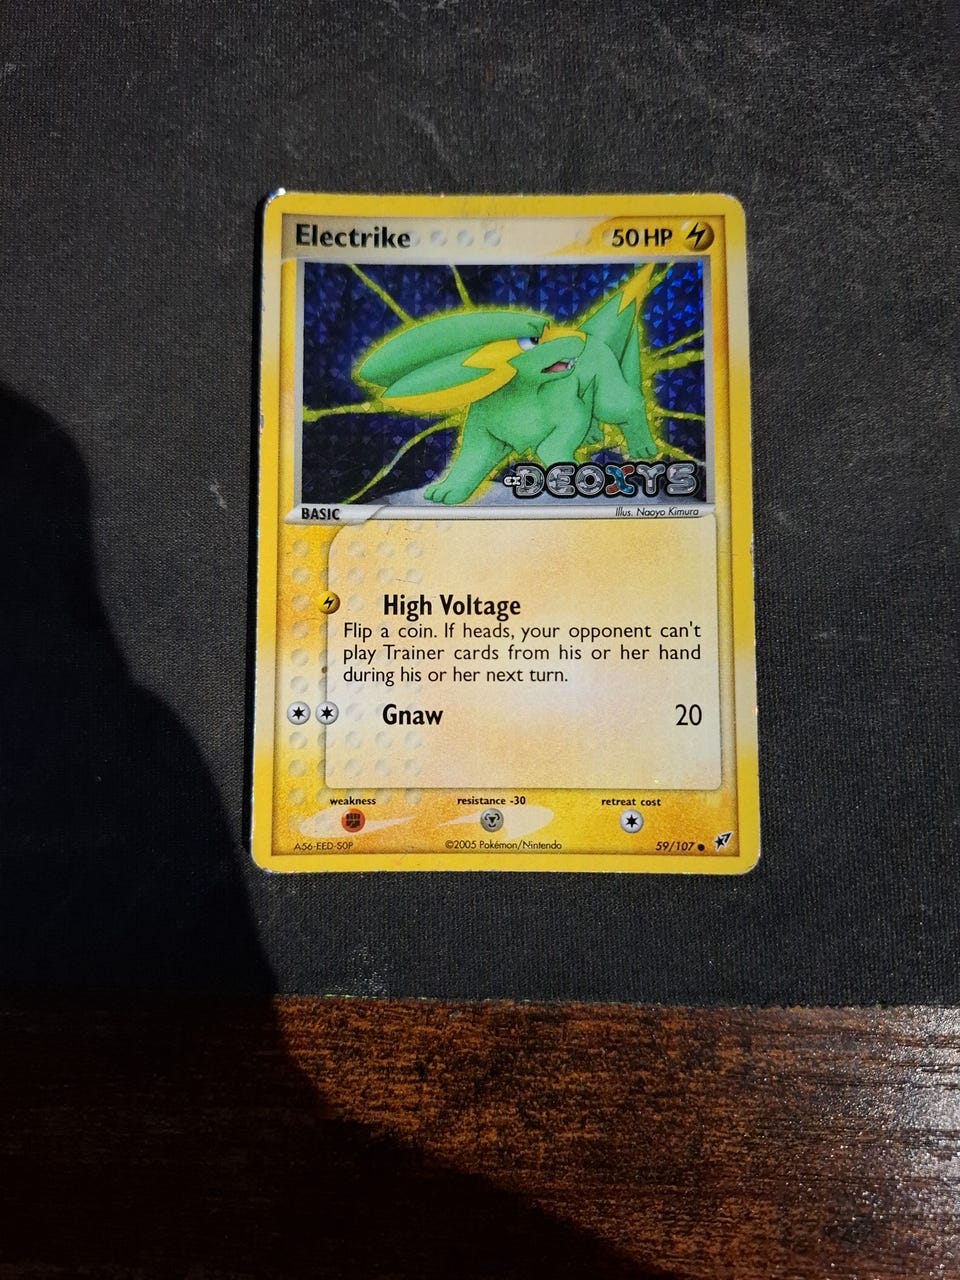 Electrike
50 HP
ex DEOXYS
BASIC
Illus. Naoyo Kimura
High Voltage
Flip a coin. If heads, your opponent can't
play Trainer cards from his or her hand
during his or her next turn.
Gnaw 20
weakness resistance -30 retreat cost
A56-EED-S0P ©2005 Pokémon/Nintendo 59/107